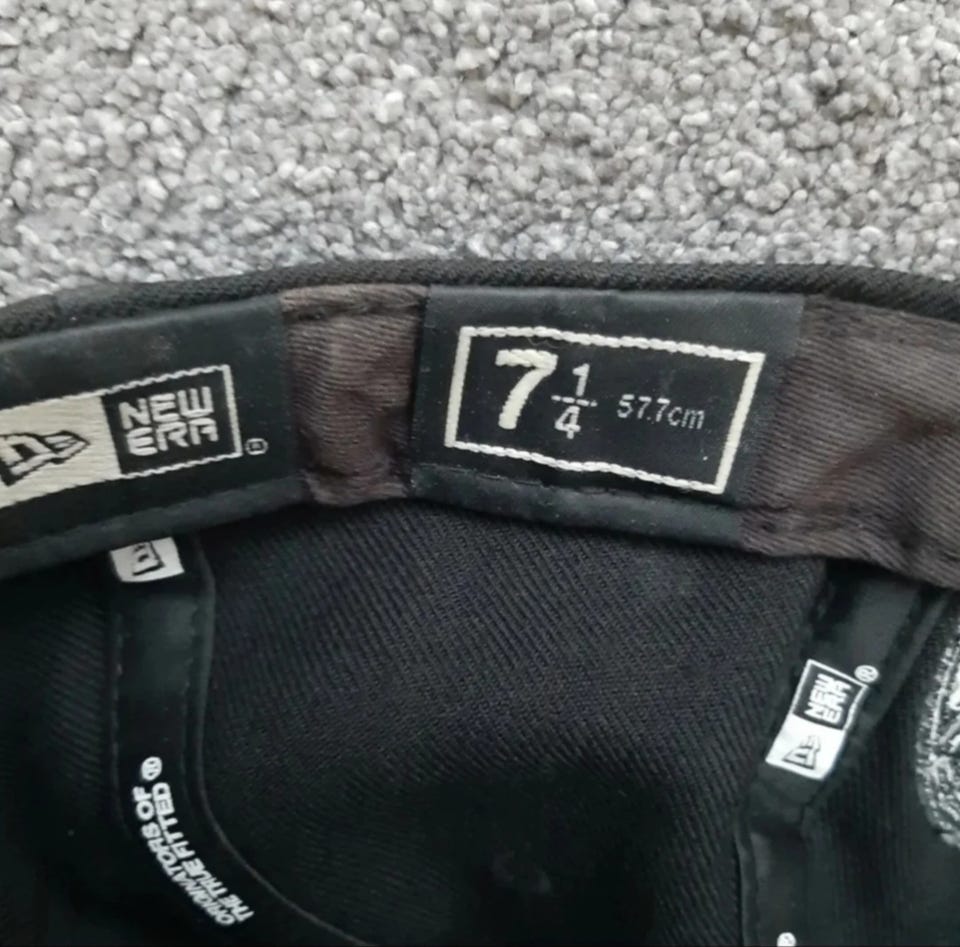 NEW
ERA
®
7 1/4 57.7cm
NEW
ERA
®
ORIGINATORS OF
THE TRUE FITTED ®